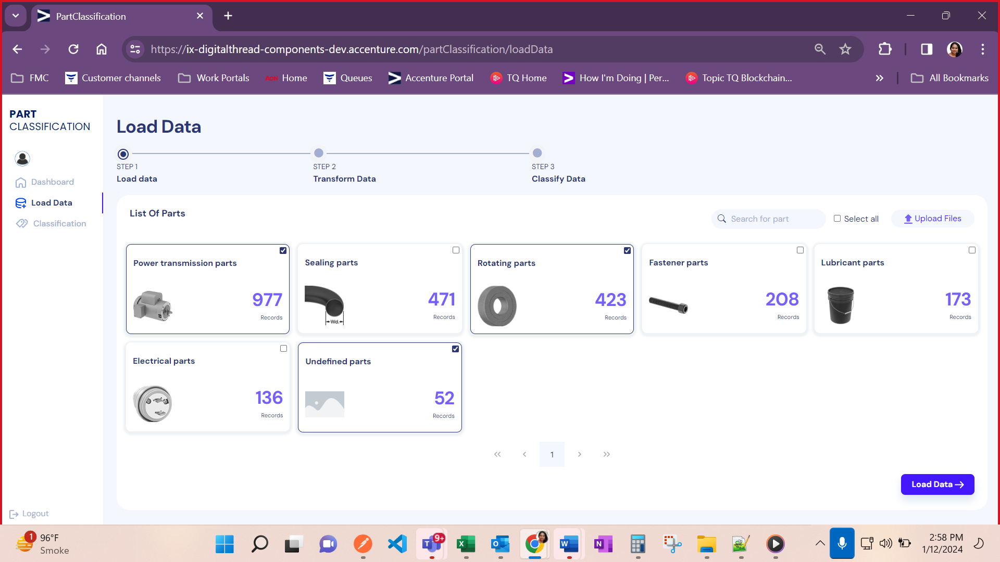 PartClassification
https://ix-digitalthread-components-dev.accenture.com/partClassification/loadData
FMC
Customer channels
Work Portals
AON Home
Queues
Accenture Portal
TQ Home
How I'm Doing | Per...
Topic TQ Blockchain...
All Bookmarks
PART
CLASSIFICATION
Dashboard
Load Data
Classification
Logout
Load Data
STEP 1
Load data
STEP 2
Transform Data
STEP 3
Classify Data
List Of Parts
Search for part
Select all
Upload Files
Power transmission parts
977
Records
Sealing parts
Wd.
471
Records
Rotating parts
423
Records
Fastener parts
208
Records
Lubricant parts
173
Records
Electrical parts
136
Records
Undefined parts
52
Records
1
Load Data
1
96°F
Smoke
9+
2:58 PM
1/12/2024